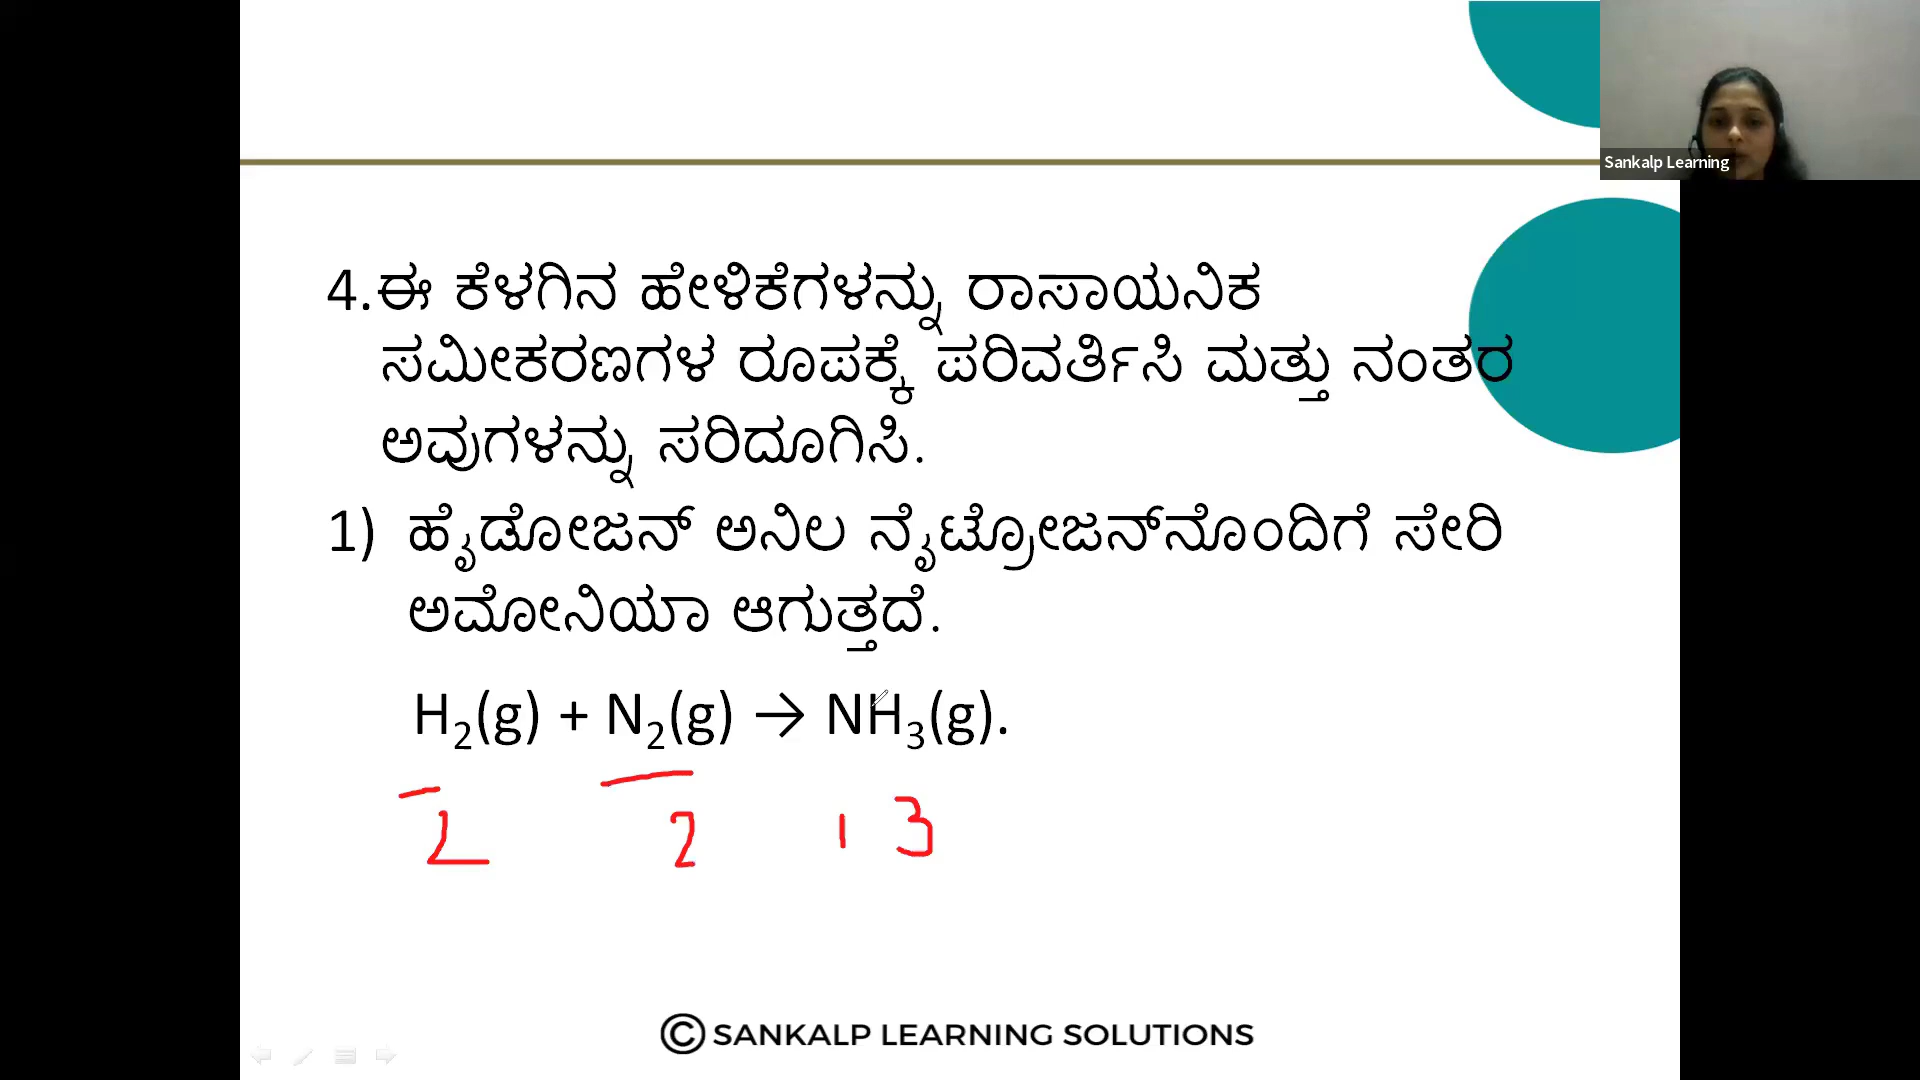 Sankalp Learning
4.ಈ ಕೆಳಗಿನ ಹೇಳಿಕೆಗಳನ್ನು ರಾಸಾಯನಿಕ
ಸಮೀಕರಣಗಳ ರೂಪಕ್ಕೆ ಪರಿವರ್ತಿಸಿ ಮತ್ತು ನಂತರ
ಅವುಗಳನ್ನು ಸರಿದೂಗಿಸಿ.
1) ಹೈಡೋಜನ್ ಅನಿಲ ನೈಟ್ರೋಜನ್‌ನೊಂದಿಗೆ ಸೇರಿ
ಅಮೋನಿಯಾ ಆಗುತ್ತದೆ.
H₂(g) + N₂(g) → NH₃(g).
2 2 1 3
© SANKALP LEARNING SOLUTIONS